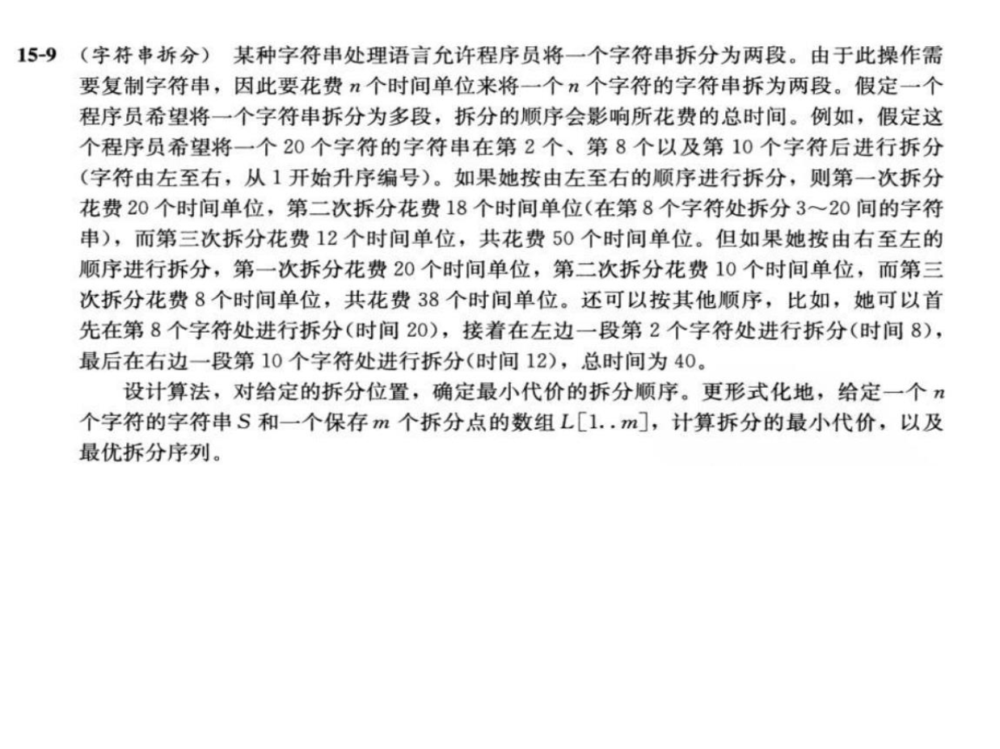 15-9 （字符串拆分） 某种字符串处理语言允许程序员将一个字符串拆分为两段。由于此操作需
要复制字符串，因此要花费 n 个时间单位来将一个 n 个字符的字符串拆为两段。假定一个
程序员希望将一个字符串拆分为多段，拆分的顺序会影响所花费的总时间。例如，假定这
个程序员希望将一个 20 个字符的字符串在第 2 个、第 8 个以及第 10 个字符后进行拆分
(字符由左至右，从 1 开始升序编号)。如果她按由左至右的顺序进行拆分，则第一次拆分
花费 20 个时间单位，第二次拆分花费 18 个时间单位(在第 8 个字符处拆分 3～20 间的字符
串)，而第三次拆分花费 12 个时间单位，共花费 50 个时间单位。但如果她按由右至左的
顺序进行拆分，第一次拆分花费 20 个时间单位，第二次拆分花费 10 个时间单位，而第三
次拆分花费 8 个时间单位，共花费 38 个时间单位。还可以按其他顺序，比如，她可以首
先在第 8 个字符处进行拆分(时间 20)，接着在左边一段第 2 个字符处进行拆分(时间 8)，
最后在右边一段第 10 个字符处进行拆分(时间 12)，总时间为 40。
设计算法，对给定的拆分位置，确定最小代价的拆分顺序。更形式化地，给定一个 n
个字符的字符串 S 和一个保存 m 个拆分点的数组 L[1..m]，计算拆分的最小代价，以及
最优拆分序列。